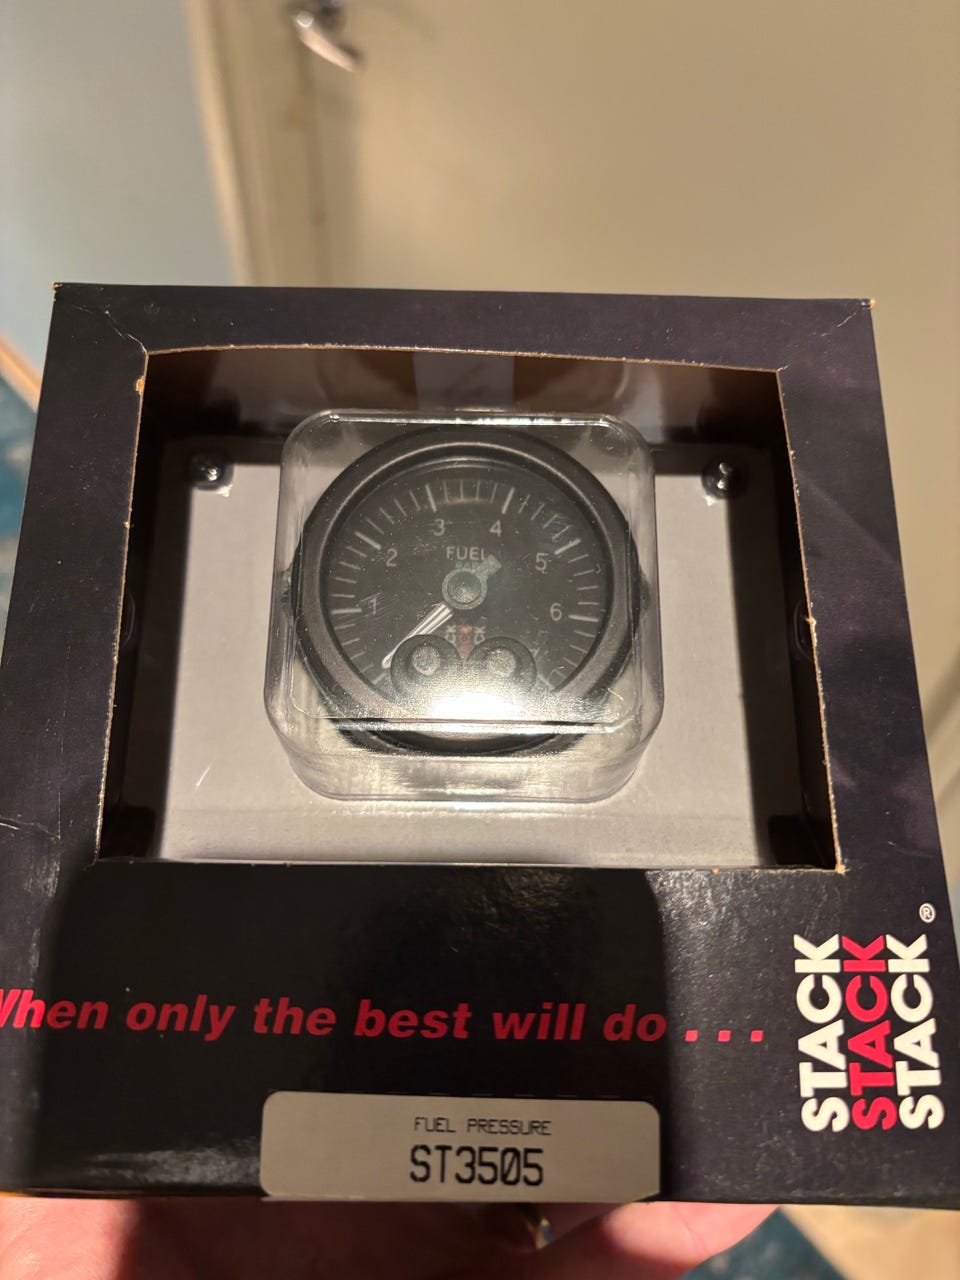 3 4
2 5
1 6
FUEL
BAR
When only the best will do . . .
STACK
STACK
STACK ®
FUEL PRESSURE
ST3505